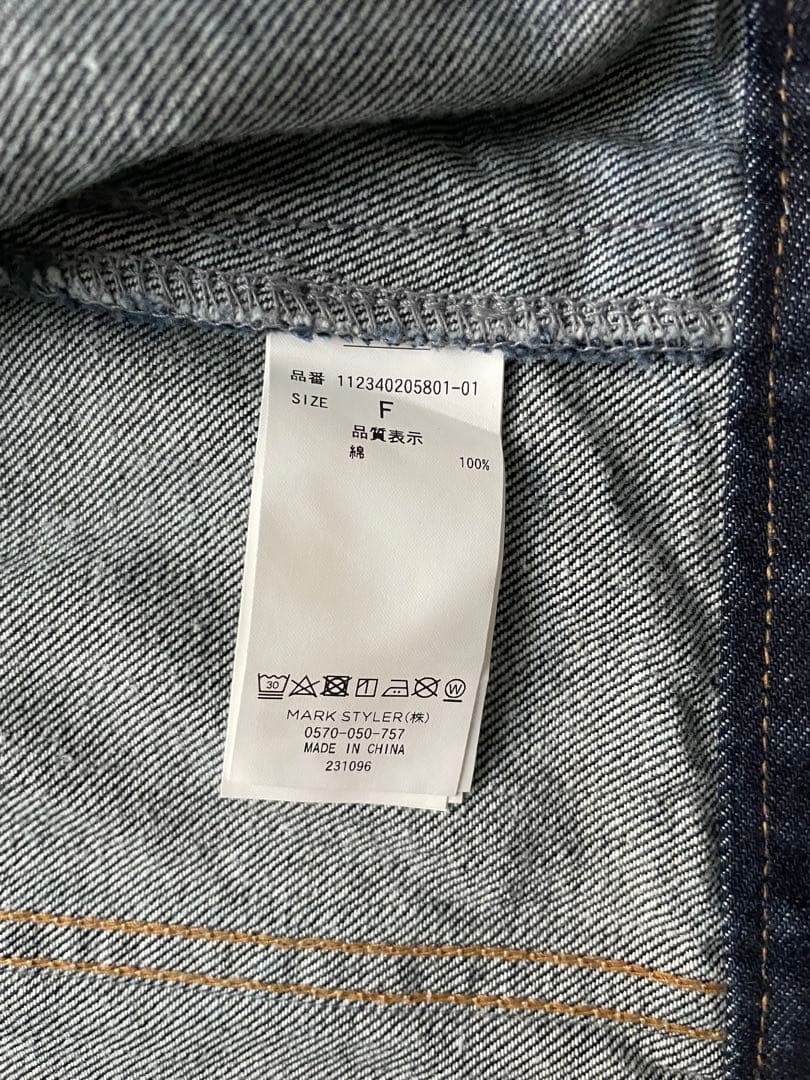 品番 112340205801-01
SIZE F
品質表示
綿 100%
30 W
MARK STYLER(株)
0570-050-757
MADE IN CHINA
231096